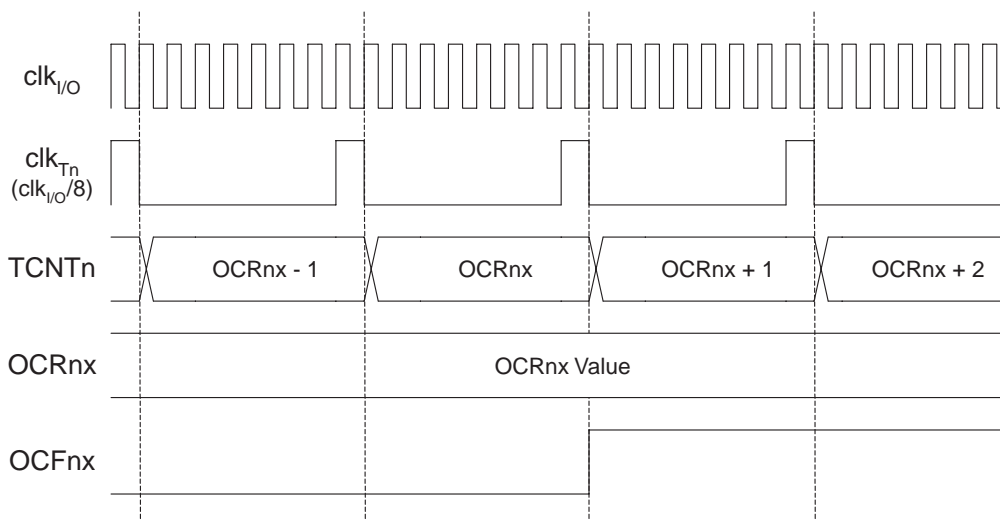 clkI/O
clkTn
(clkI/O/8)
TCNTn
OCRnx - 1
OCRnx
OCRnx + 1
OCRnx + 2
OCRnx
OCRnx Value
OCFnx